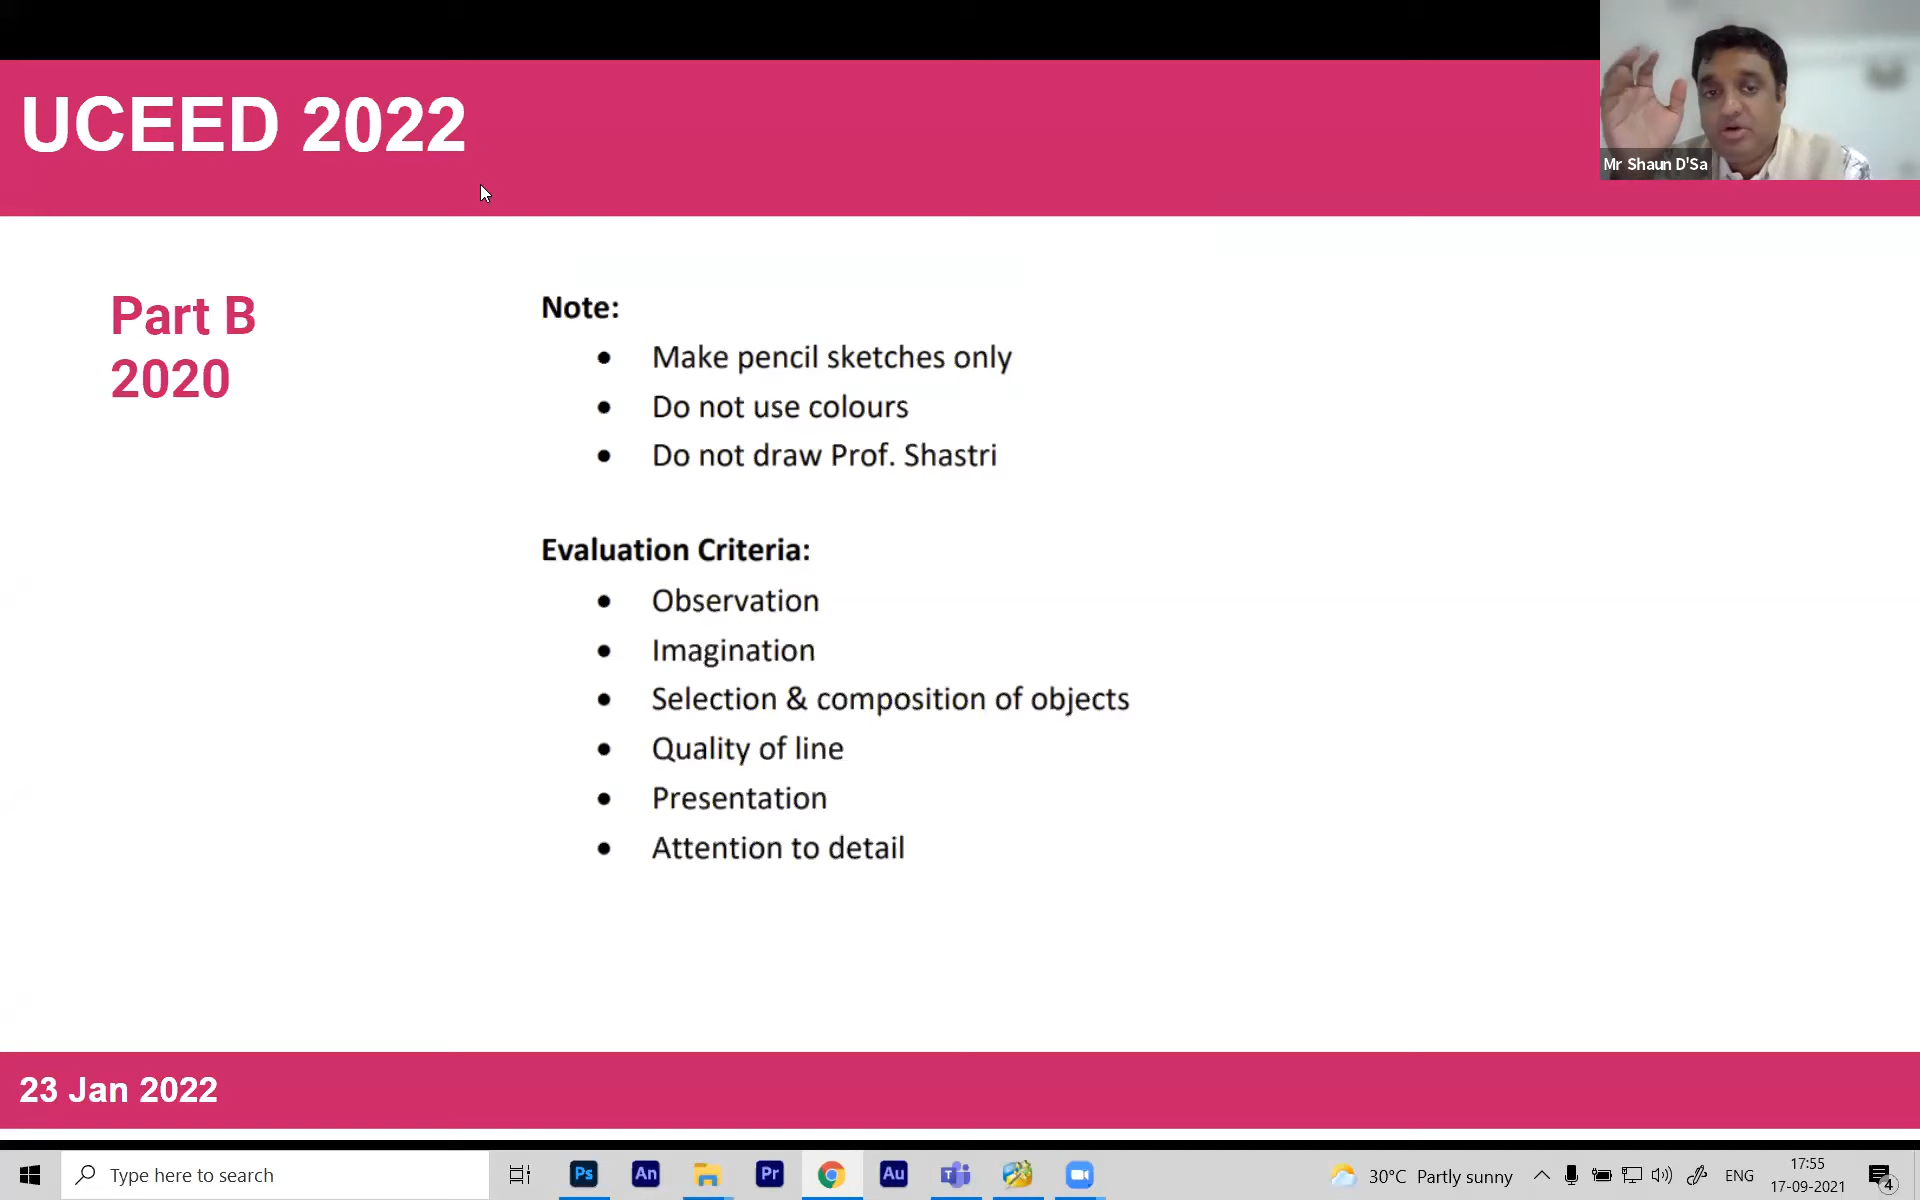 UCEED 2022
Mr Shaun D'Sa
Part B
2020
Note:
• Make pencil sketches only
• Do not use colours
• Do not draw Prof. Shastri
Evaluation Criteria:
• Observation
• Imagination
• Selection & composition of objects
• Quality of line
• Presentation
• Attention to detail
23 Jan 2022
Type here to search
Ps
An
Pr
Au
T
30°C Partly sunny
ENG
17:55
17-09-2021
4